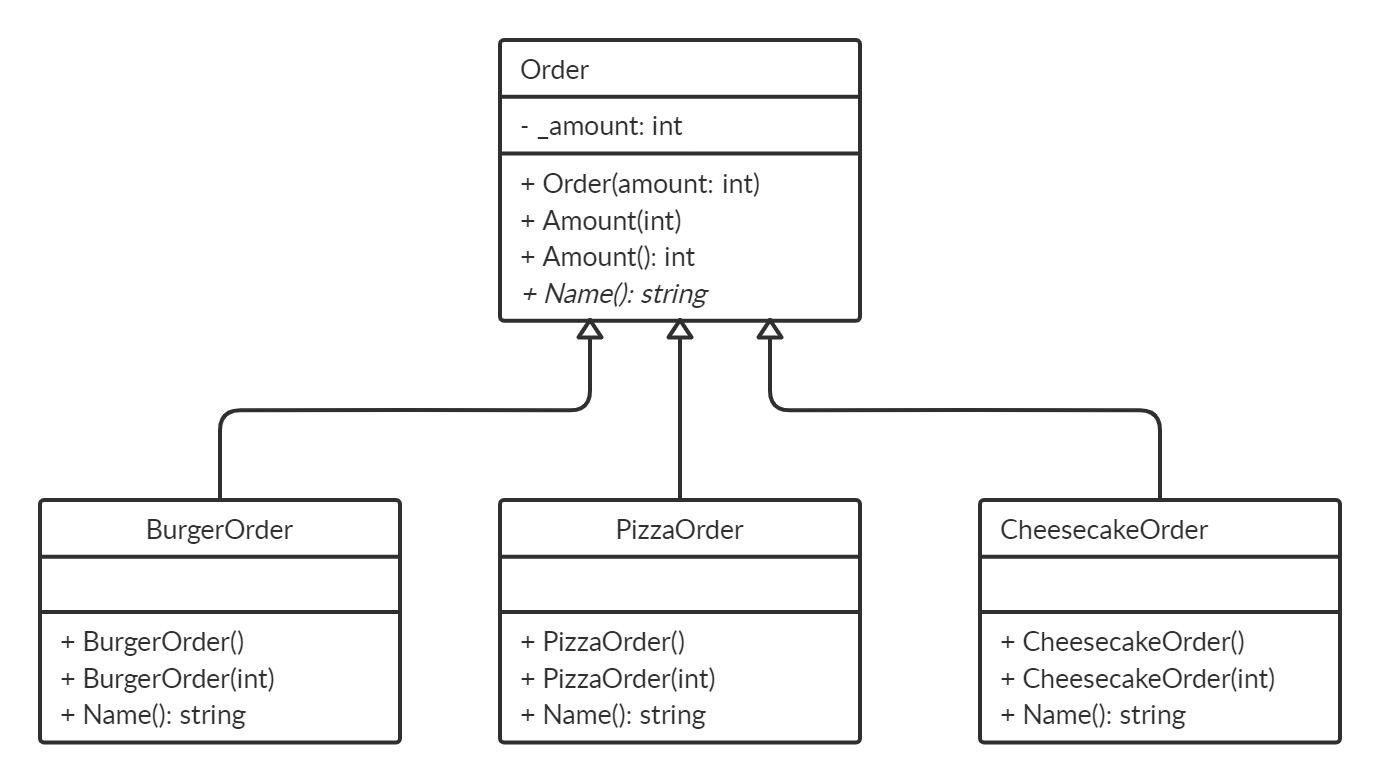 Order
- _amount: int
+ Order(amount: int)
+ Amount(int)
+ Amount(): int
+ Name(): string
BurgerOrder
+ BurgerOrder()
+ BurgerOrder(int)
+ Name(): string
PizzaOrder
+ PizzaOrder()
+ PizzaOrder(int)
+ Name(): string
CheesecakeOrder
+ CheesecakeOrder()
+ CheesecakeOrder(int)
+ Name(): string